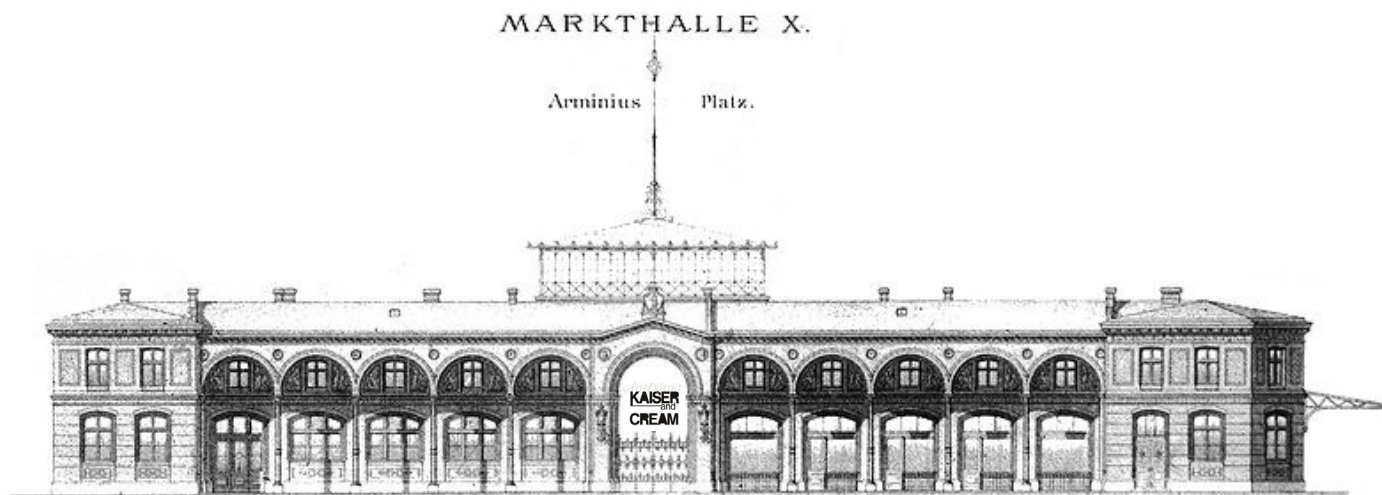 MARKTHALLE X.
Arminius Platz.
KAISER
and
CREAM